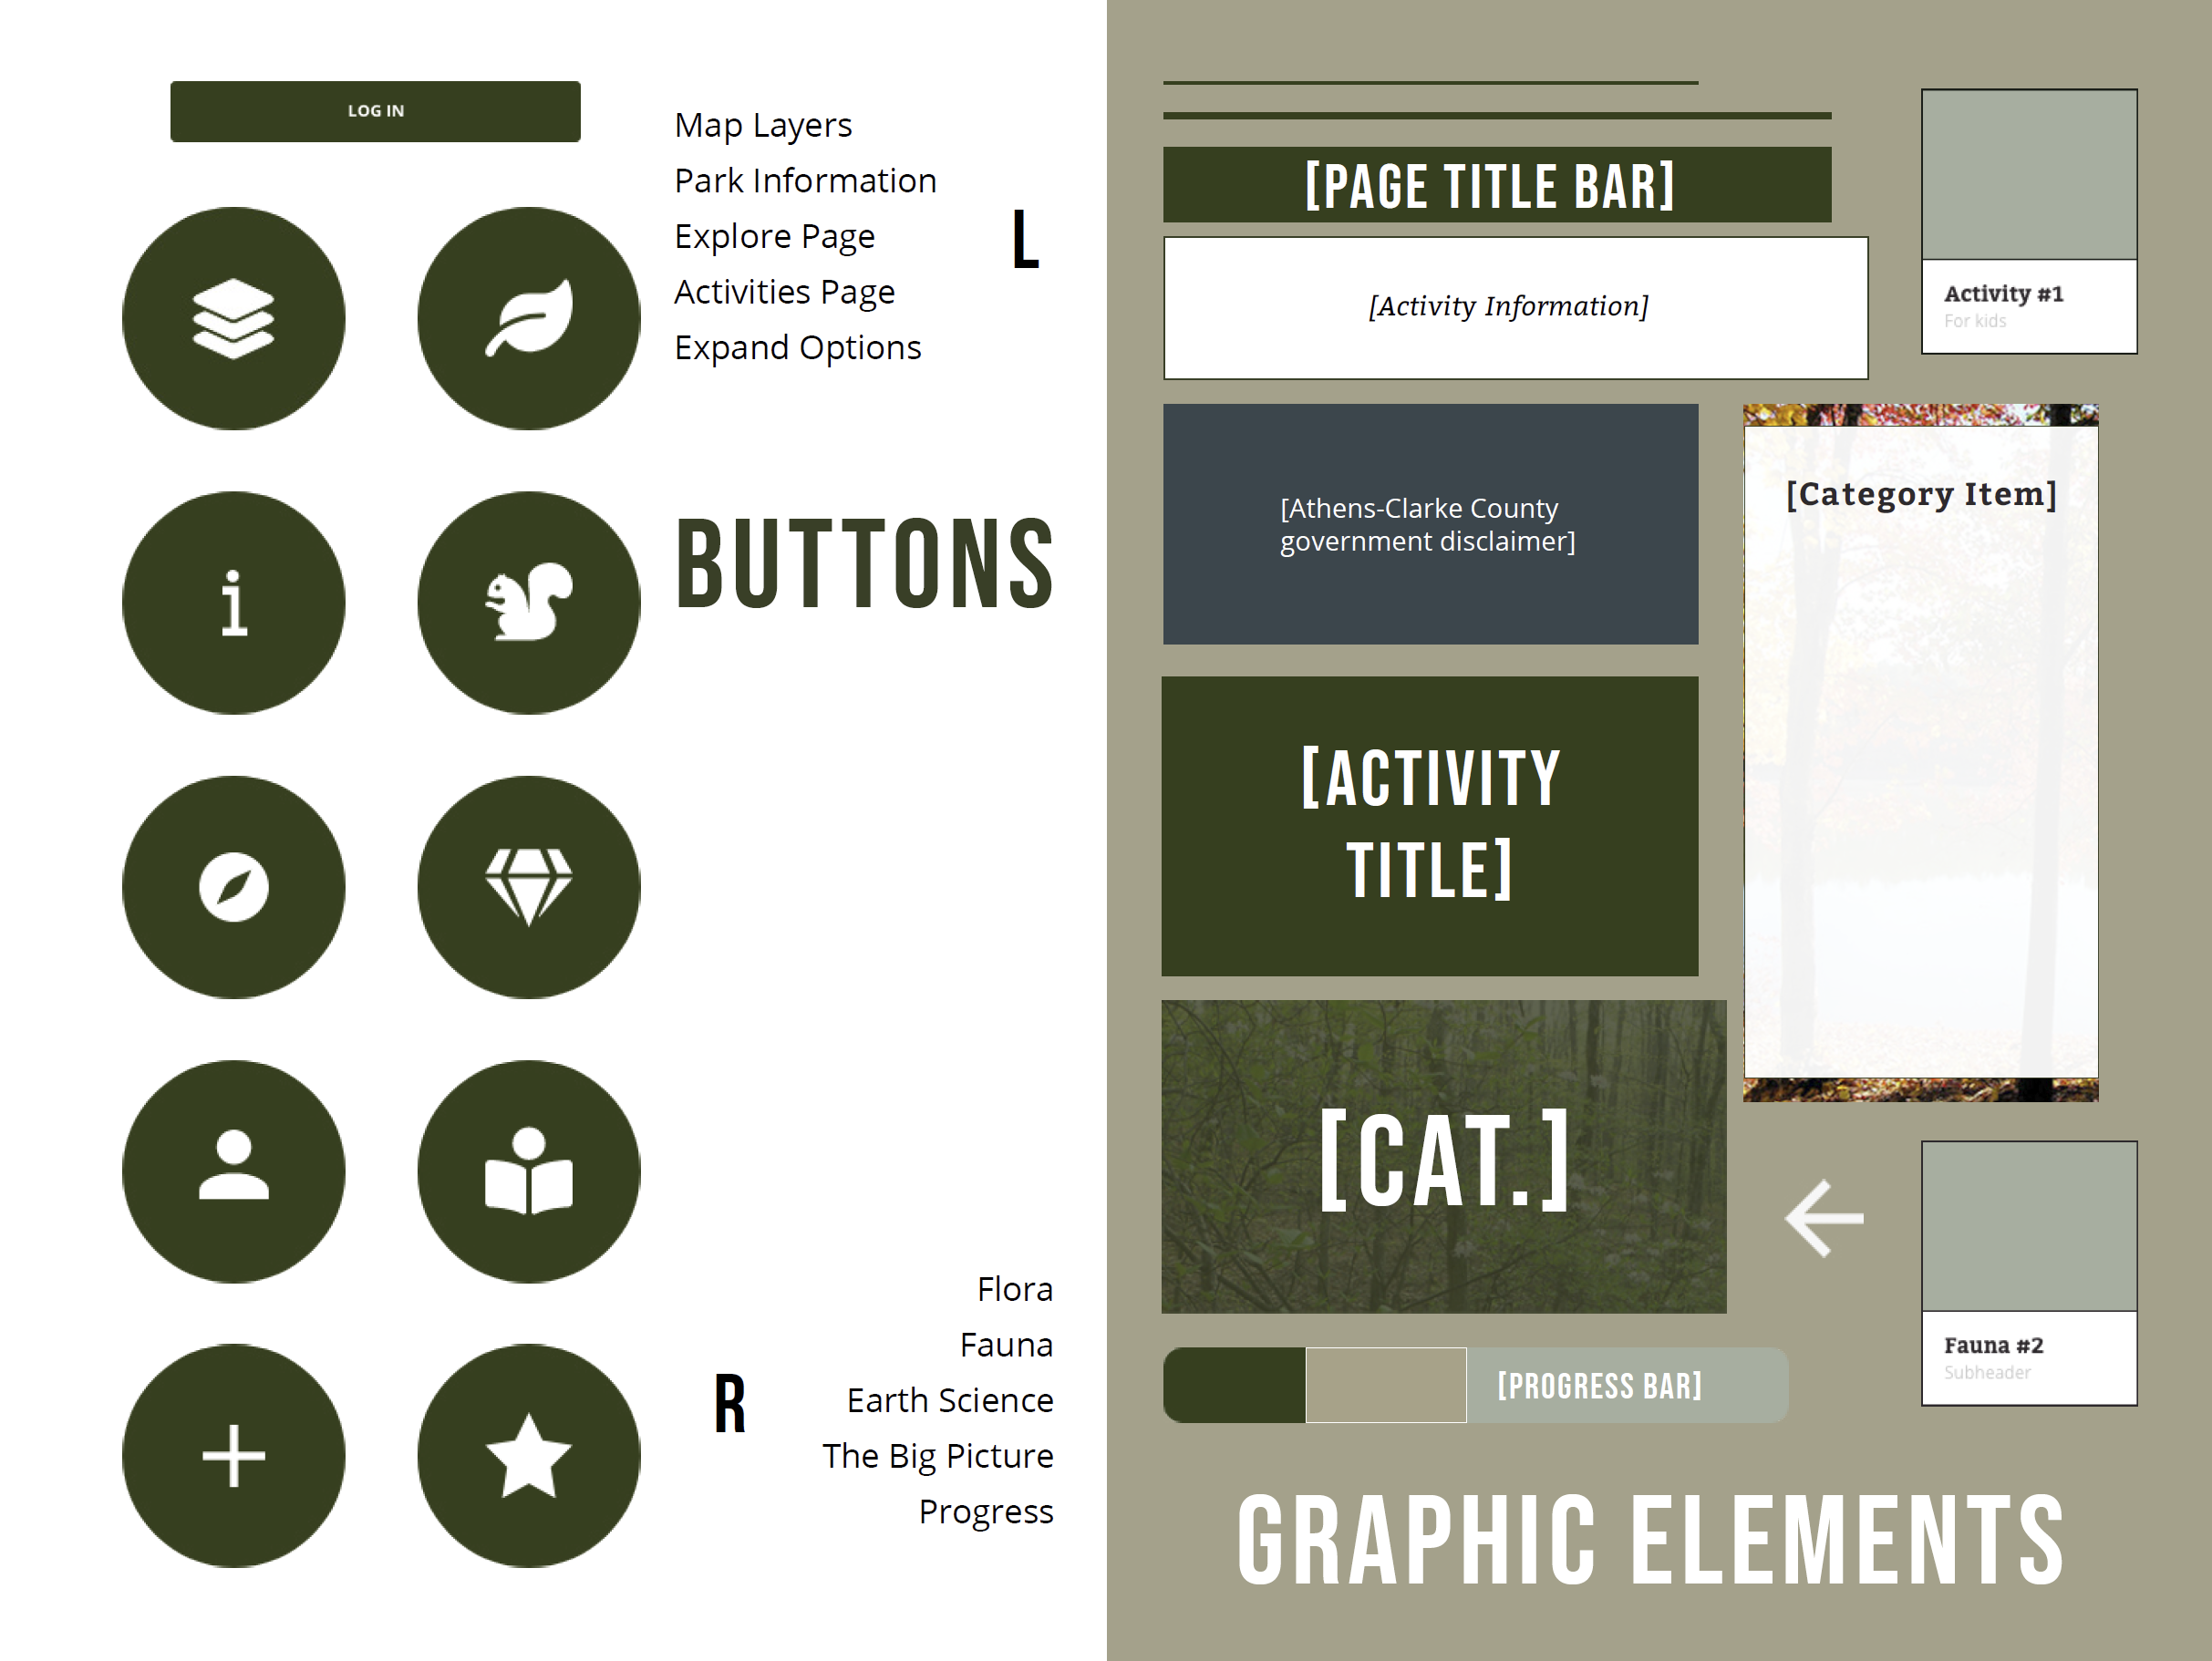 LOG IN
Map Layers
Park Information
Explore Page
Activities Page
Expand Options
L
BUTTONS
R
Flora
Fauna
Earth Science
The Big Picture
Progress
[PAGE TITLE BAR]
[Activity Information]
Activity #1
For kids
[Athens-Clarke County
government disclaimer]
[Category Item]
[ACTIVITY
TITLE]
[CAT.]
[PROGRESS BAR]
Fauna #2
Subheader
GRAPHIC ELEMENTS